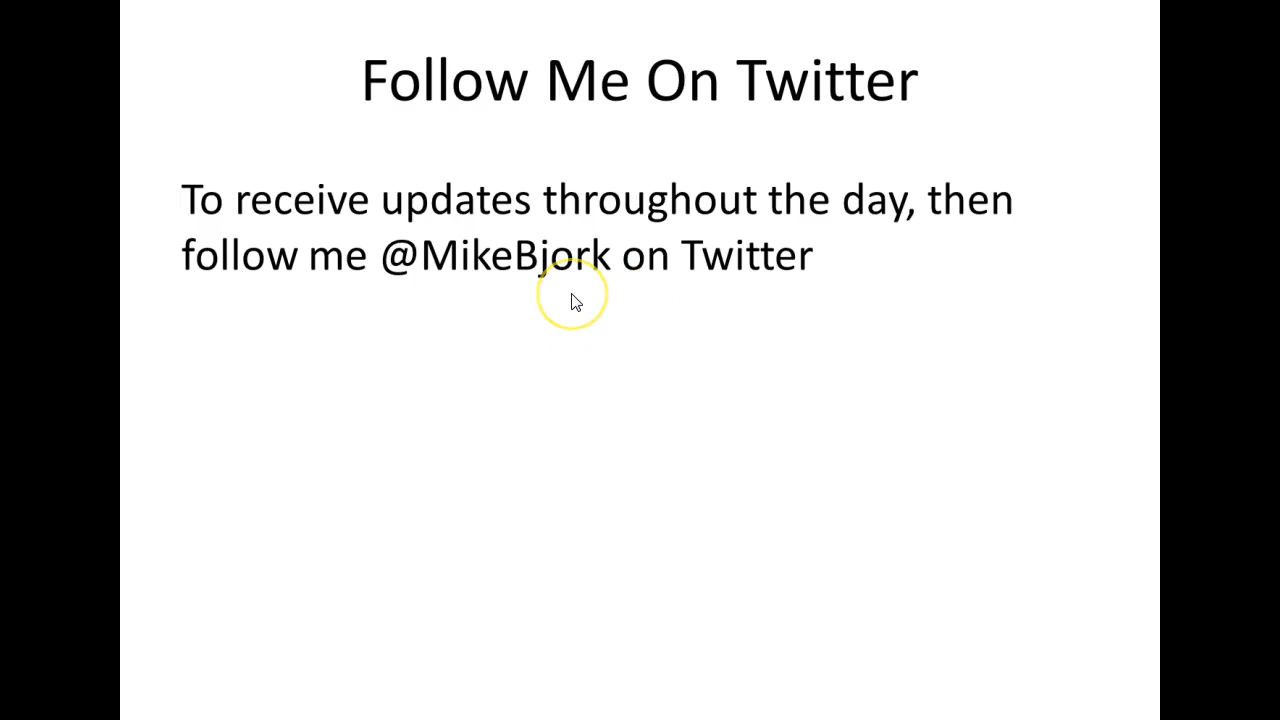 Follow Me On Twitter
To receive updates throughout the day, then
follow me @MikeBjork on Twitter